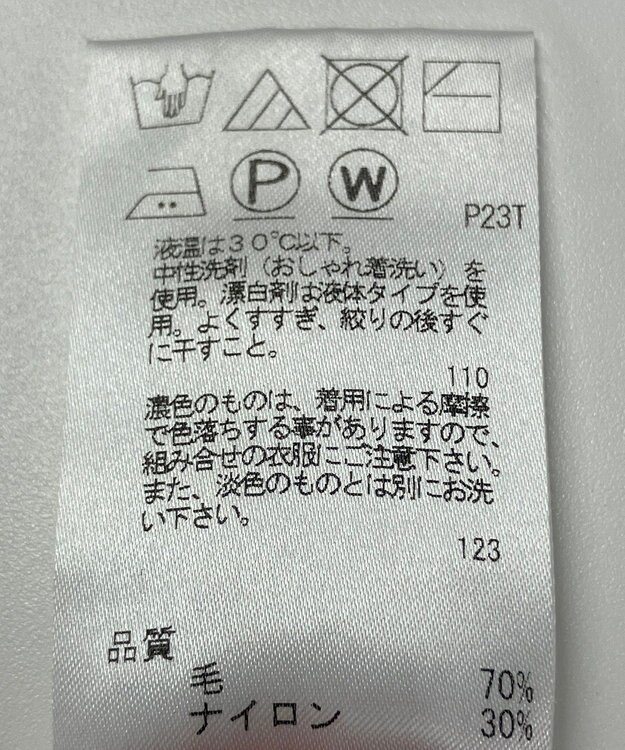 P W
P23T
液温は30℃以下。
中性洗剤（おしゃれ着洗い）を
使用。漂白剤は液体タイプを使
用。よくすすぎ、絞りの後すぐ
に干すこと。
110
濃色のものは、着用による摩擦
で色落ちする事がありますので、
組み合せの衣服にご注意下さい。
また、淡色のものとは別にお洗
い下さい。
123
品質
毛 70%
ナイロン 30%